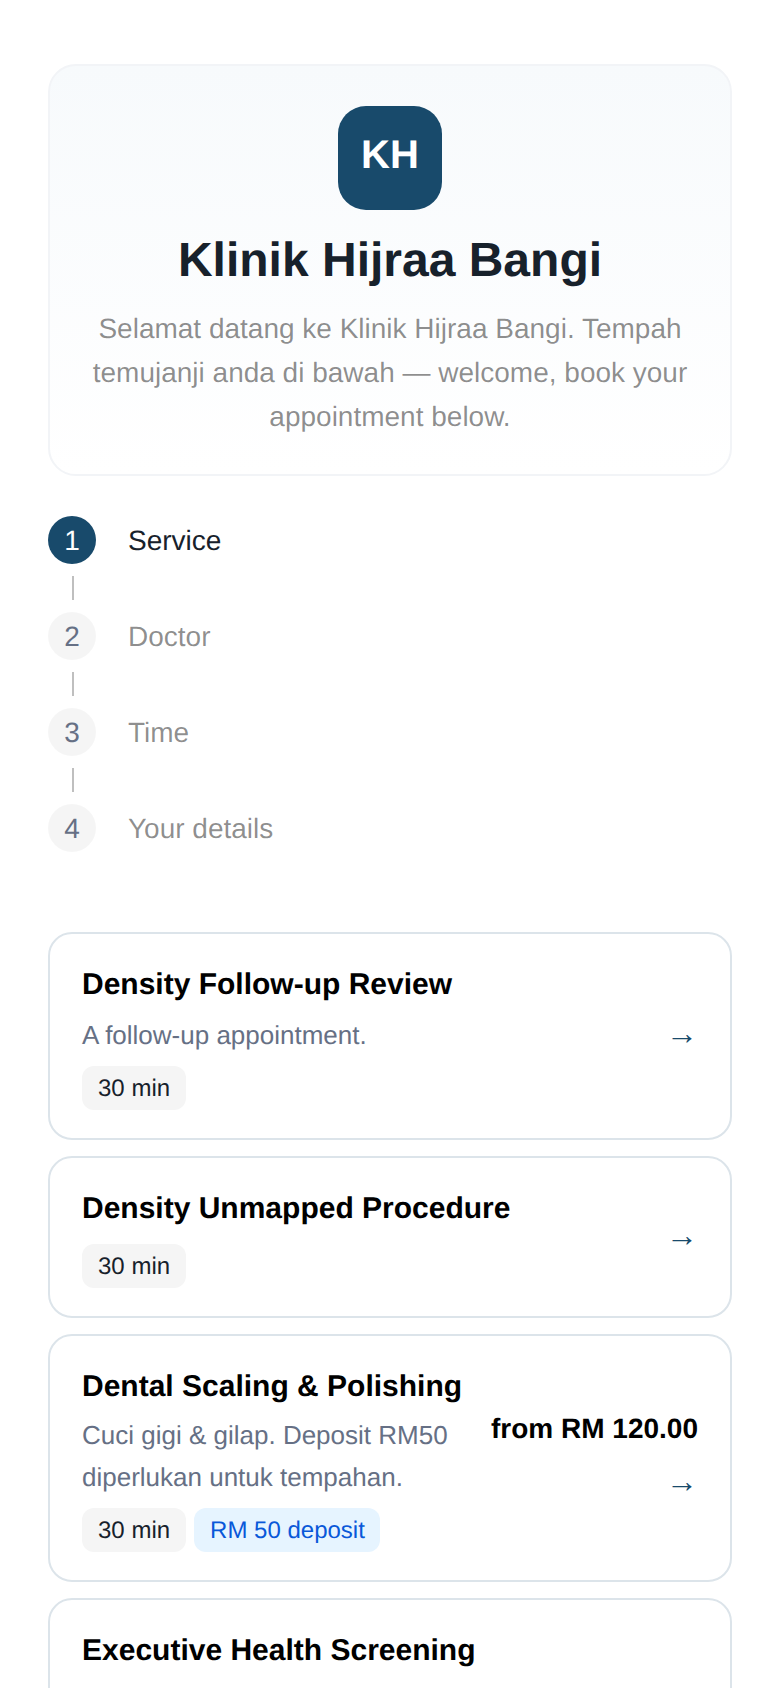 KH
Klinik Hijraa Bangi
Selamat datang ke Klinik Hijraa Bangi. Tempah
temujanji anda di bawah — welcome, book your
appointment below.
1 Service
2 Doctor
3 Time
4 Your details
Density Follow-up Review
A follow-up appointment.
→
30 min
Density Unmapped Procedure
→
30 min
Dental Scaling & Polishing
from RM 120.00
Cuci gigi & gilap. Deposit RM50
diperlukan untuk tempahan.
→
30 min RM 50 deposit
Executive Health Screening